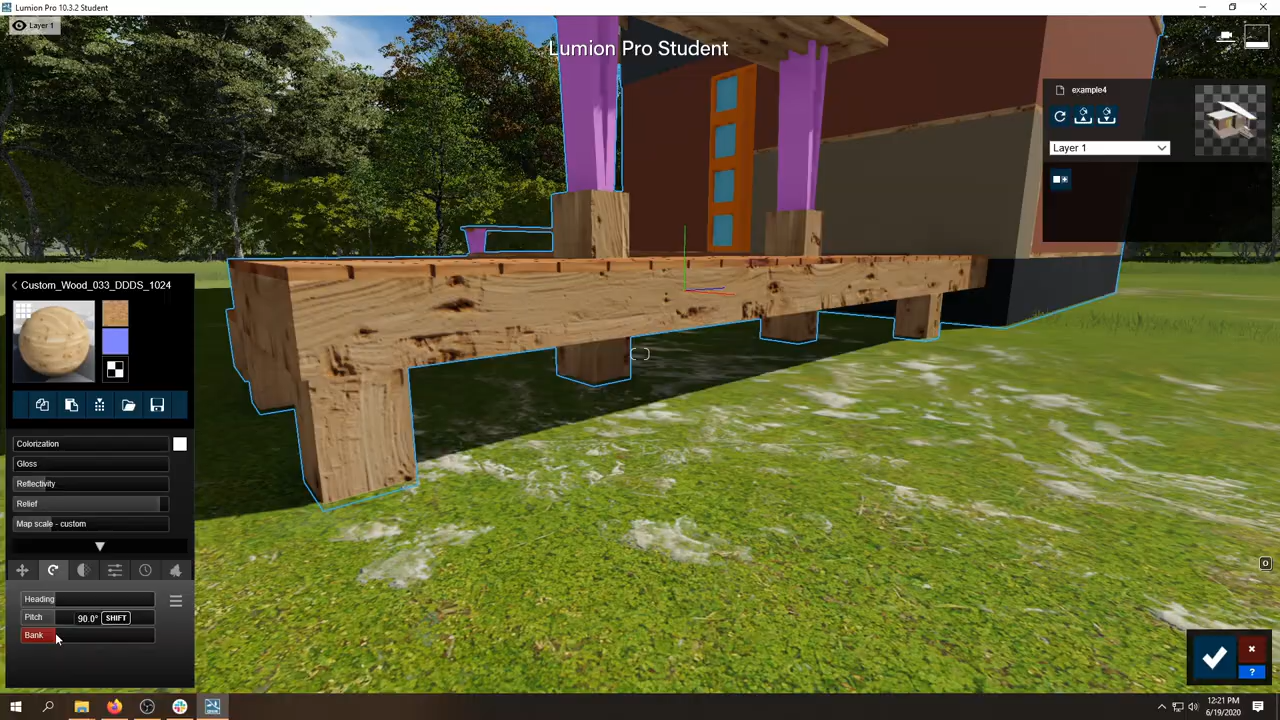 Lumion Pro 10.3.2 Student
Layer 1
Lumion Pro Student
example4
Layer 1
Custom_Wood_033_DDDS_1024
Colorization
Gloss
Reflectivity
Relief
Map scale - custom
Heading
Pitch 90.0° SHIFT
Bank
?
12:21 PM
6/19/2020